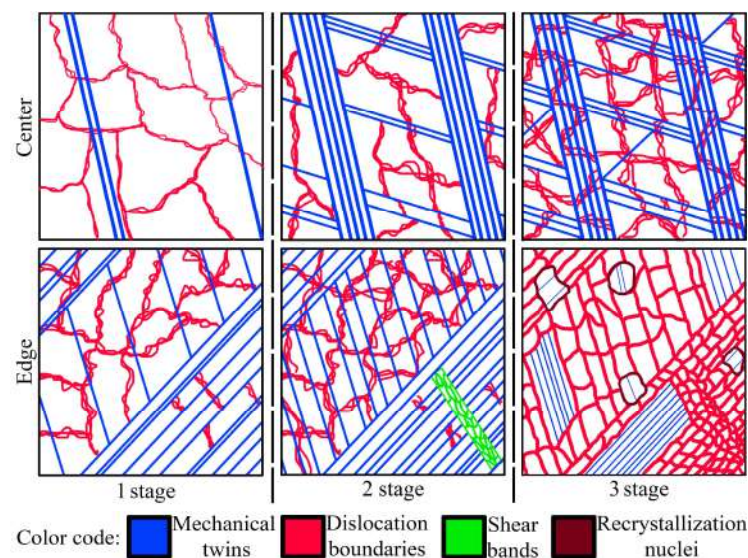 Center
Edge
1 stage
2 stage
3 stage
Color code:
Mechanical
twins
Dislocation
boundaries
Shear
bands
Recrystallization
nuclei